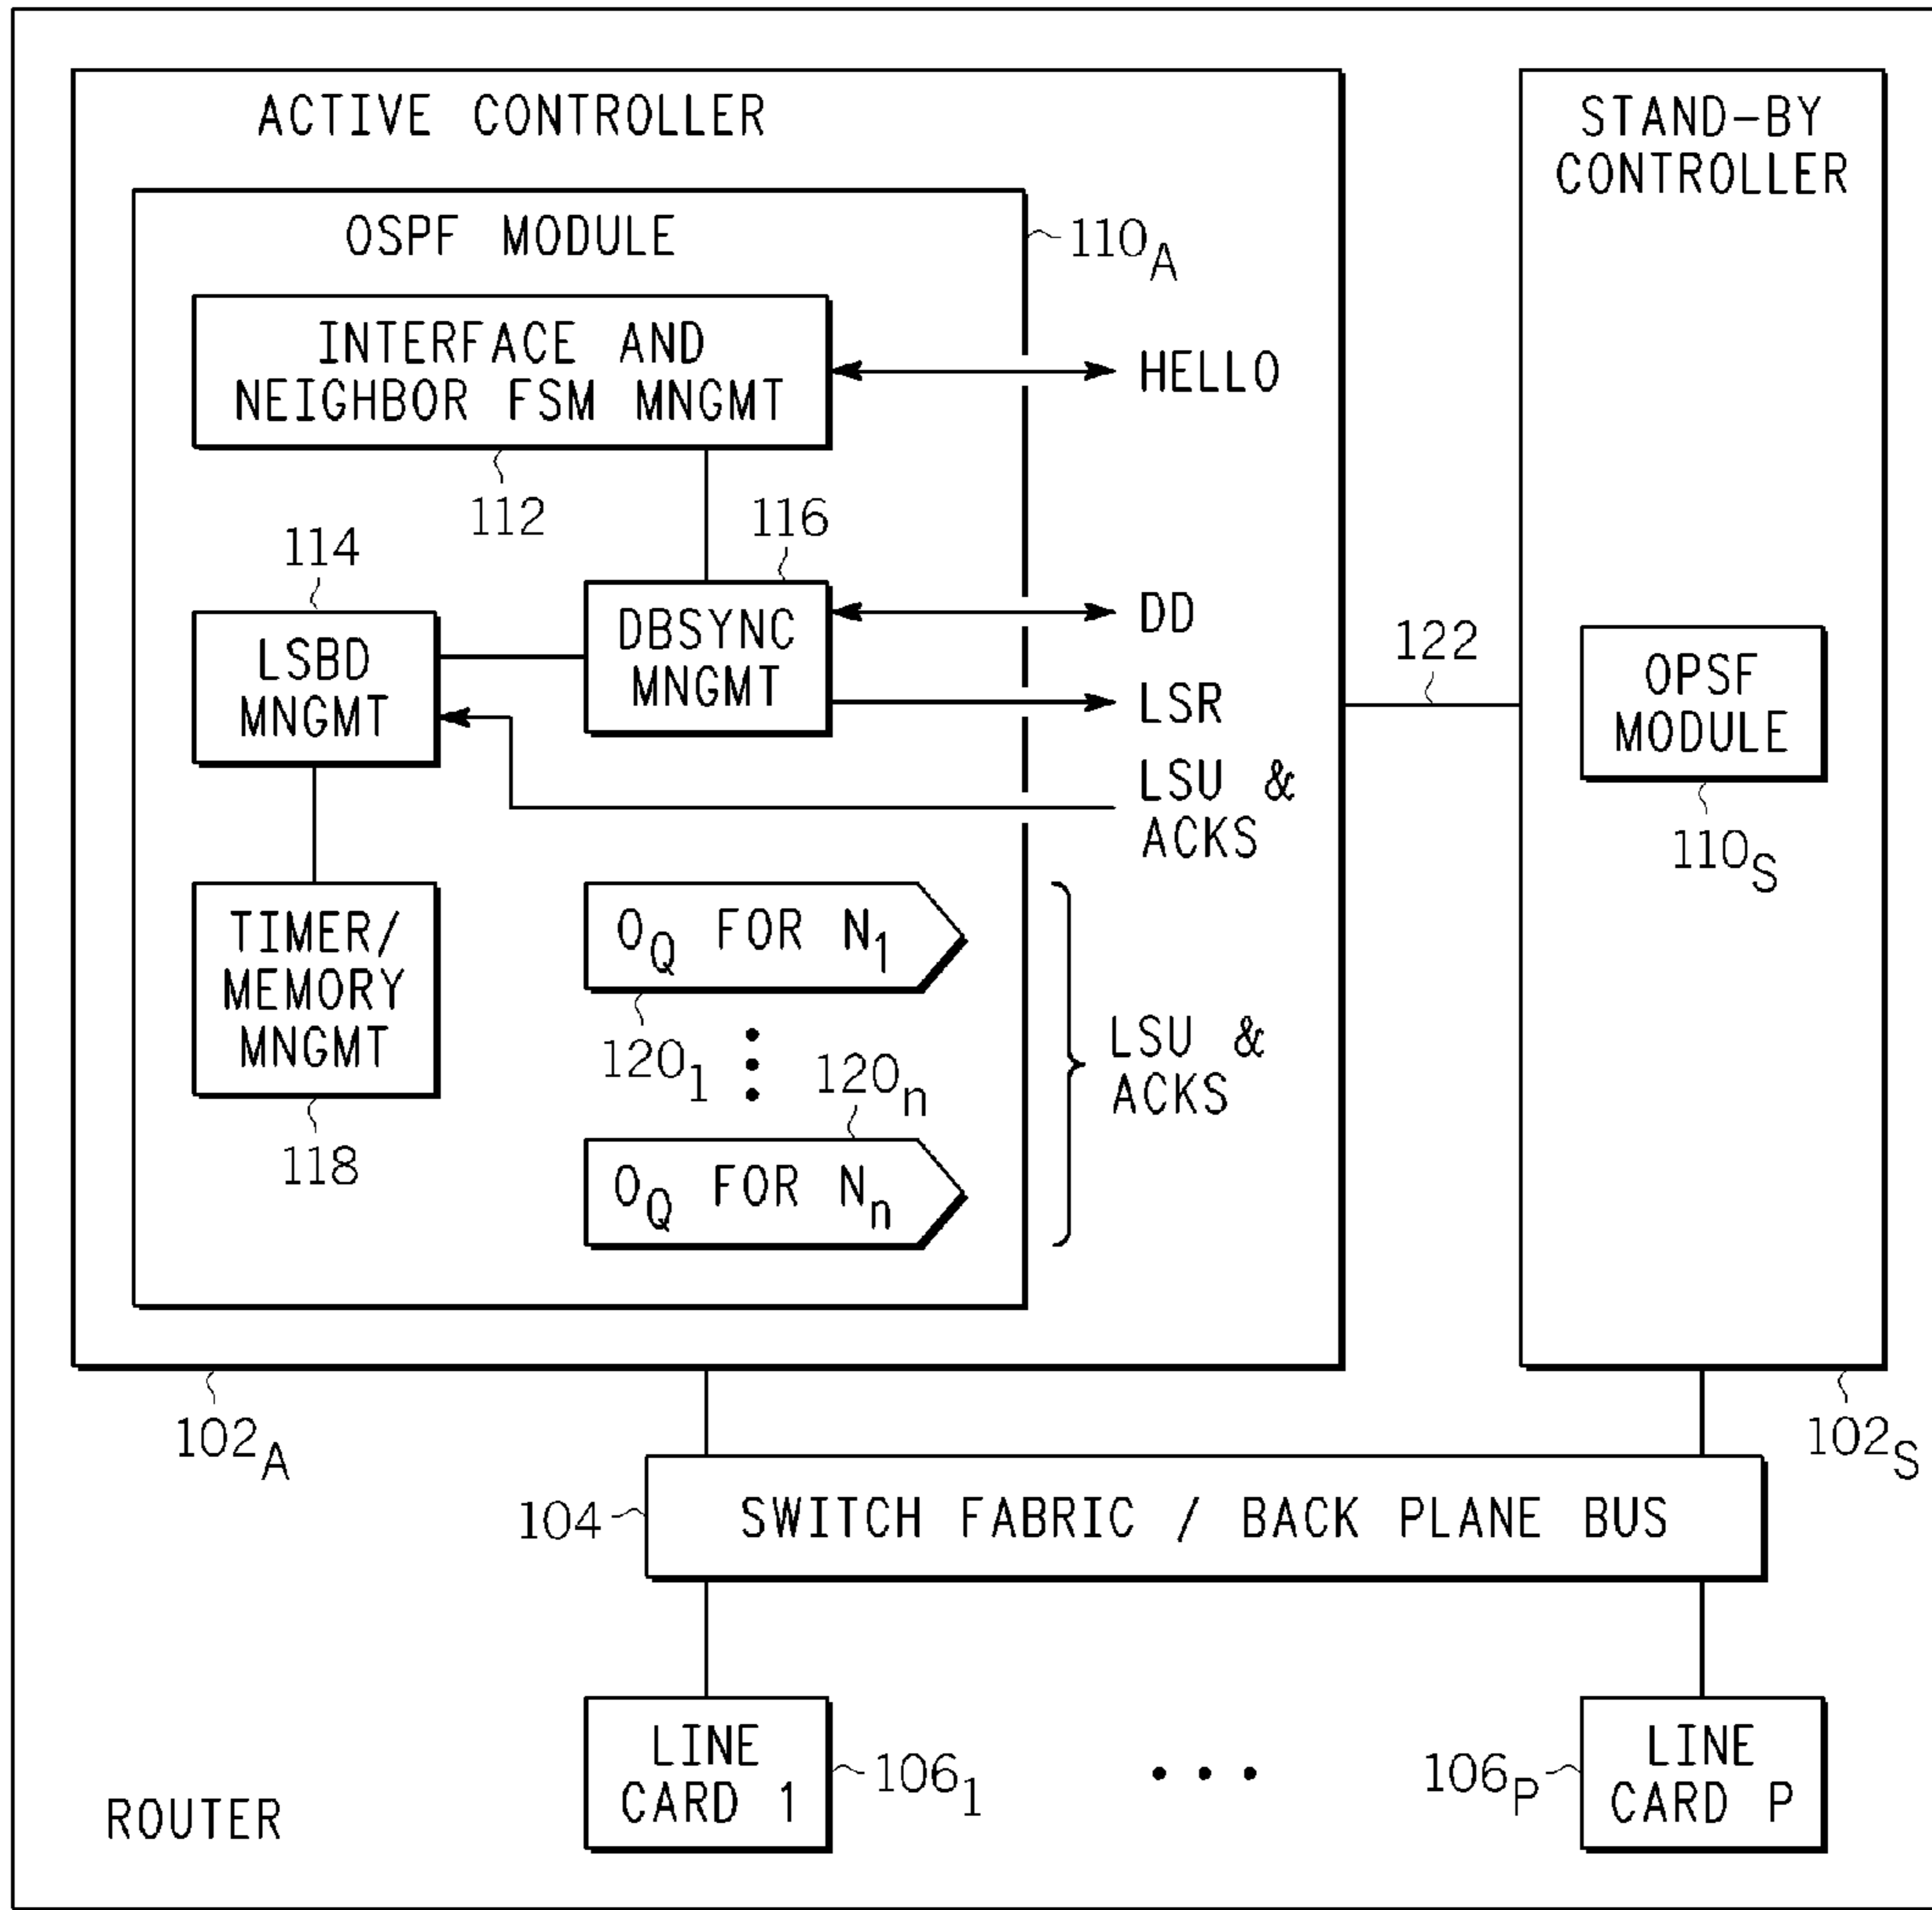 ACTIVE CONTROLLER
STAND-BY
CONTROLLER
OSPF MODULE
110A
INTERFACE AND
NEIGHBOR FSM MNGMT
HELLO
112
116
114
DBSYNC
MNGMT
DD
LSR
LSBD
MNGMT
122
OPSF
MODULE
110S
LSU &
ACKS
TIMER/
MEMORY
MNGMT
118
OQ FOR N1
1201
120n
OQ FOR Nn
LSU &
ACKS
102A
102S
104
SWITCH FABRIC / BACK PLANE BUS
LINE
CARD 1
1061
106P
LINE
CARD P
ROUTER